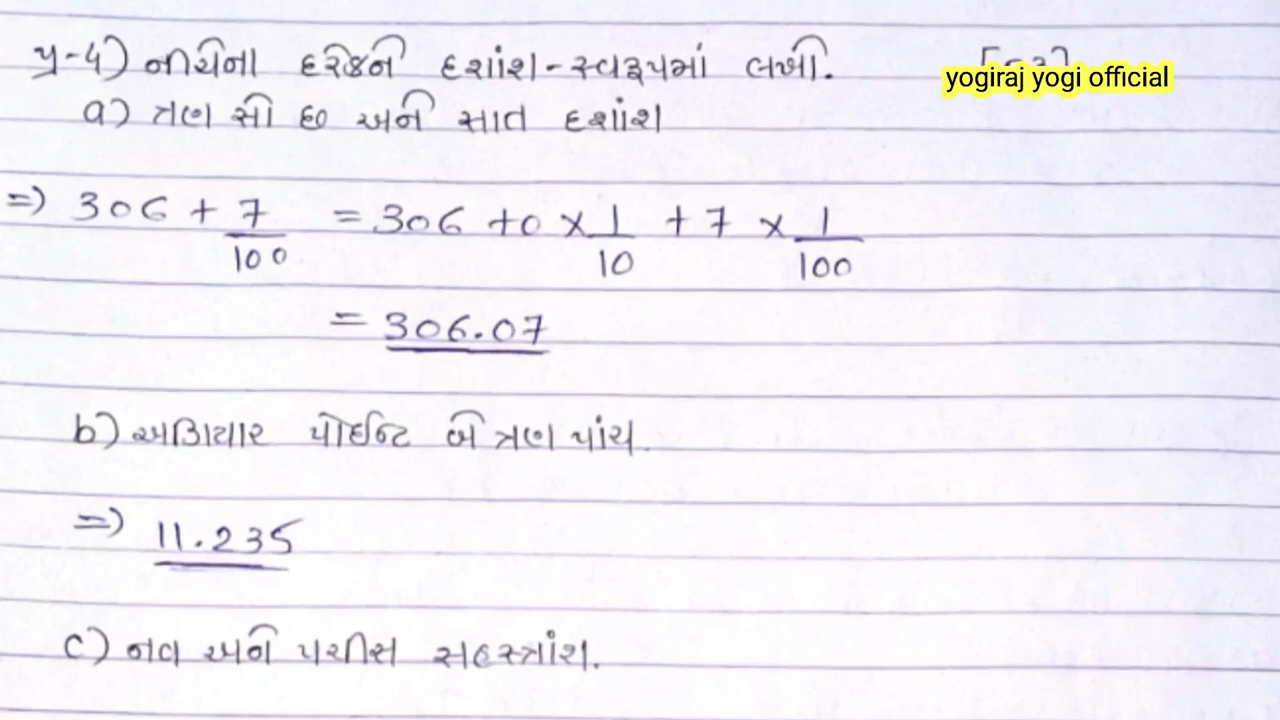 પ્ર-4) નીચેના દરેકને દશાંશ-સ્વરૂપમાં લખો.
yogiraj yogi official
a) ત્રણ સો છ અને સાત દશાંશ
=> 306 + 7/100 = 306 + 0 × 1/10 + 7 × 1/100
= 306.07
b) અગિયાર પોઈન્ટ બે ત્રણ પાંચ.
=> 11.235
c) નવ અને પચીસ સહસ્ત્રાંશ.